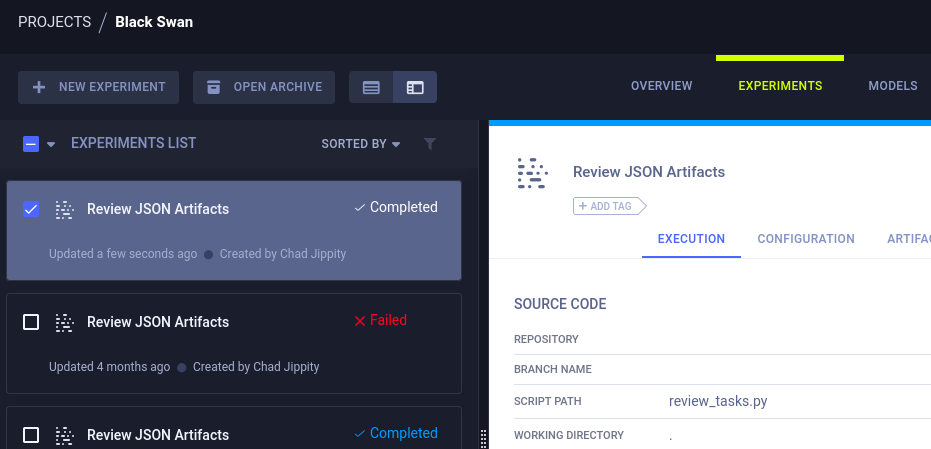 PROJECTS / Black Swan
NEW EXPERIMENT
OPEN ARCHIVE
OVERVIEW
EXPERIMENTS
MODELS
EXPERIMENTS LIST
SORTED BY
Review JSON Artifacts
Completed
Updated a few seconds ago
Created by Chad Jippity
Review JSON Artifacts
Failed
Updated 4 months ago
Created by Chad Jippity
Review JSON Artifacts
Completed
Review JSON Artifacts
+ ADD TAG
EXECUTION
CONFIGURATION
ARTIFAC
SOURCE CODE
REPOSITORY
BRANCH NAME
SCRIPT PATH review_tasks.py
WORKING DIRECTORY .